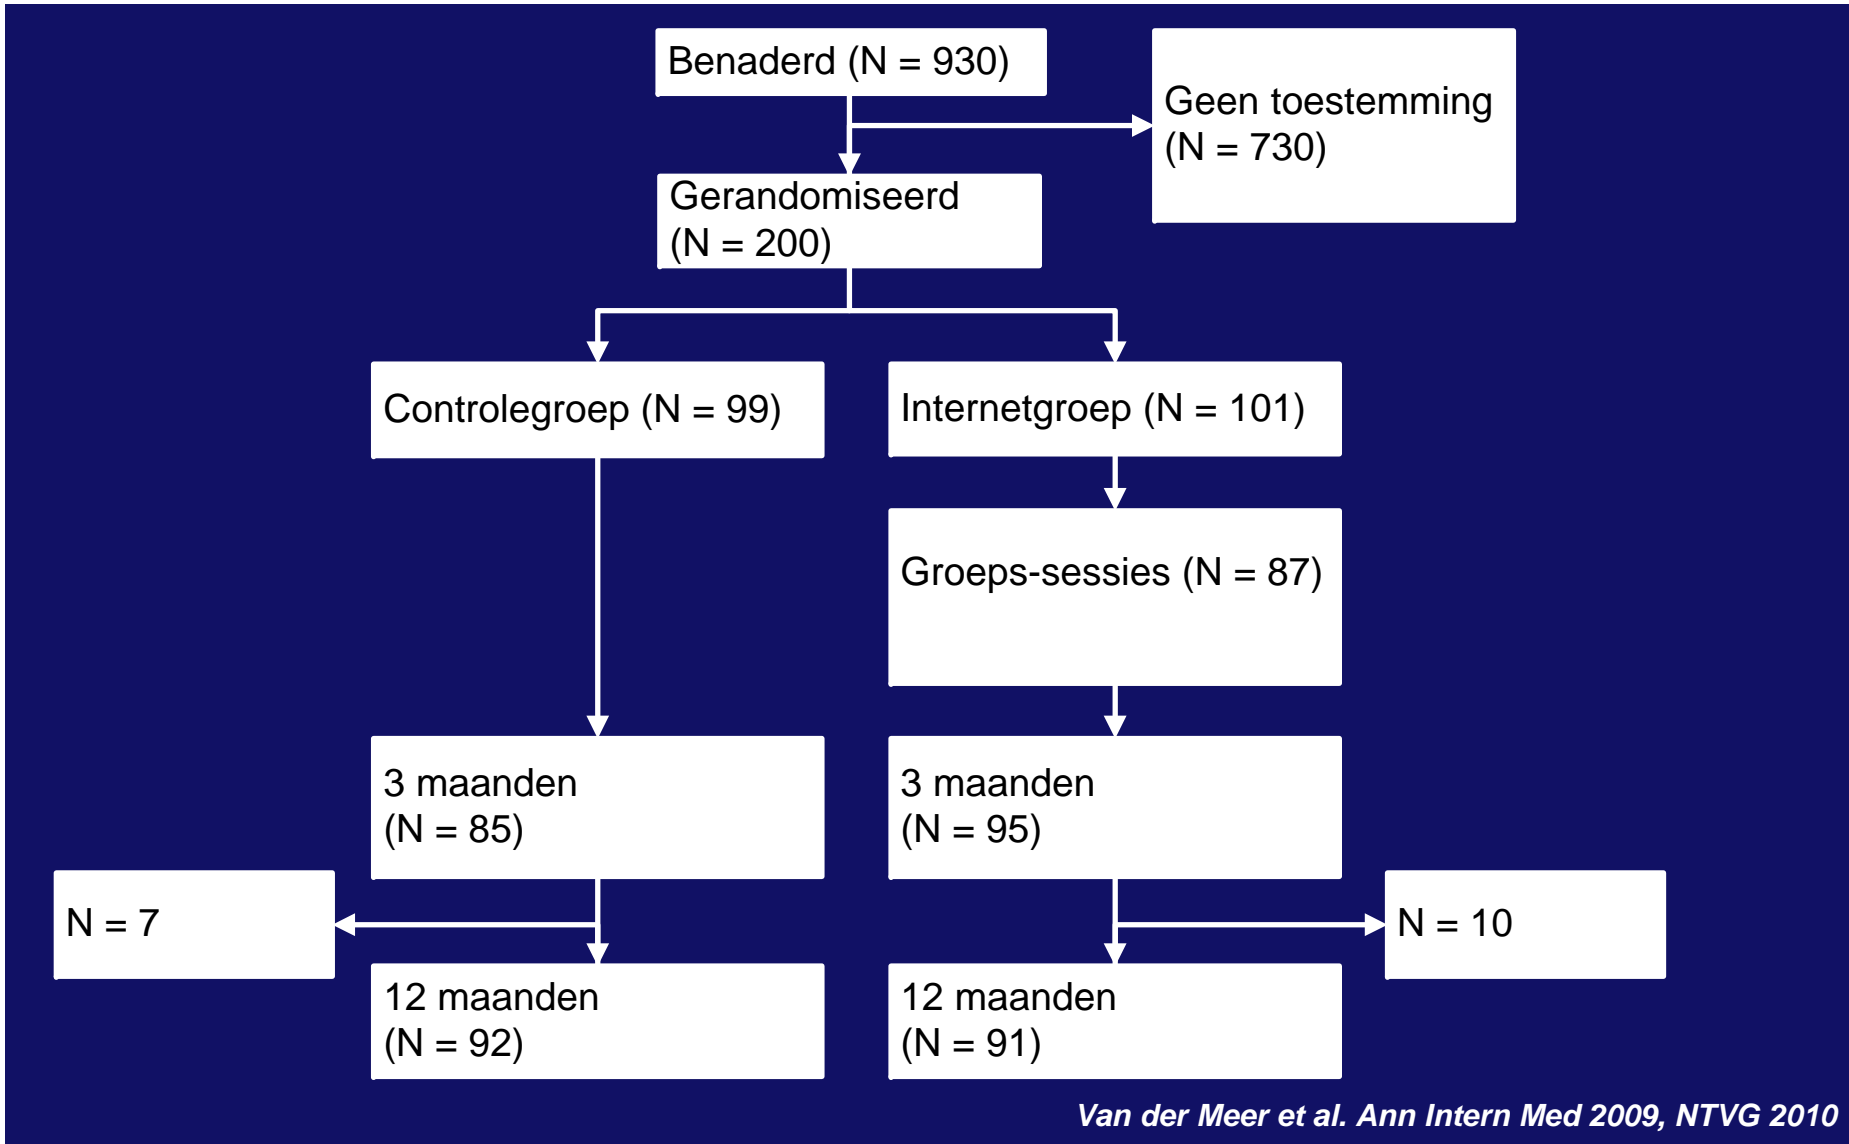 Benaderd (N = 930)
Geen toestemming
(N = 730)
Gerandomiseerd
(N = 200)
Controlegroep (N = 99)
Internetgroep (N = 101)
Groeps-sessies (N = 87)
3 maanden
(N = 85)
3 maanden
(N = 95)
N = 7
N = 10
12 maanden
(N = 92)
12 maanden
(N = 91)
Van der Meer et al. Ann Intern Med 2009, NTVG 2010